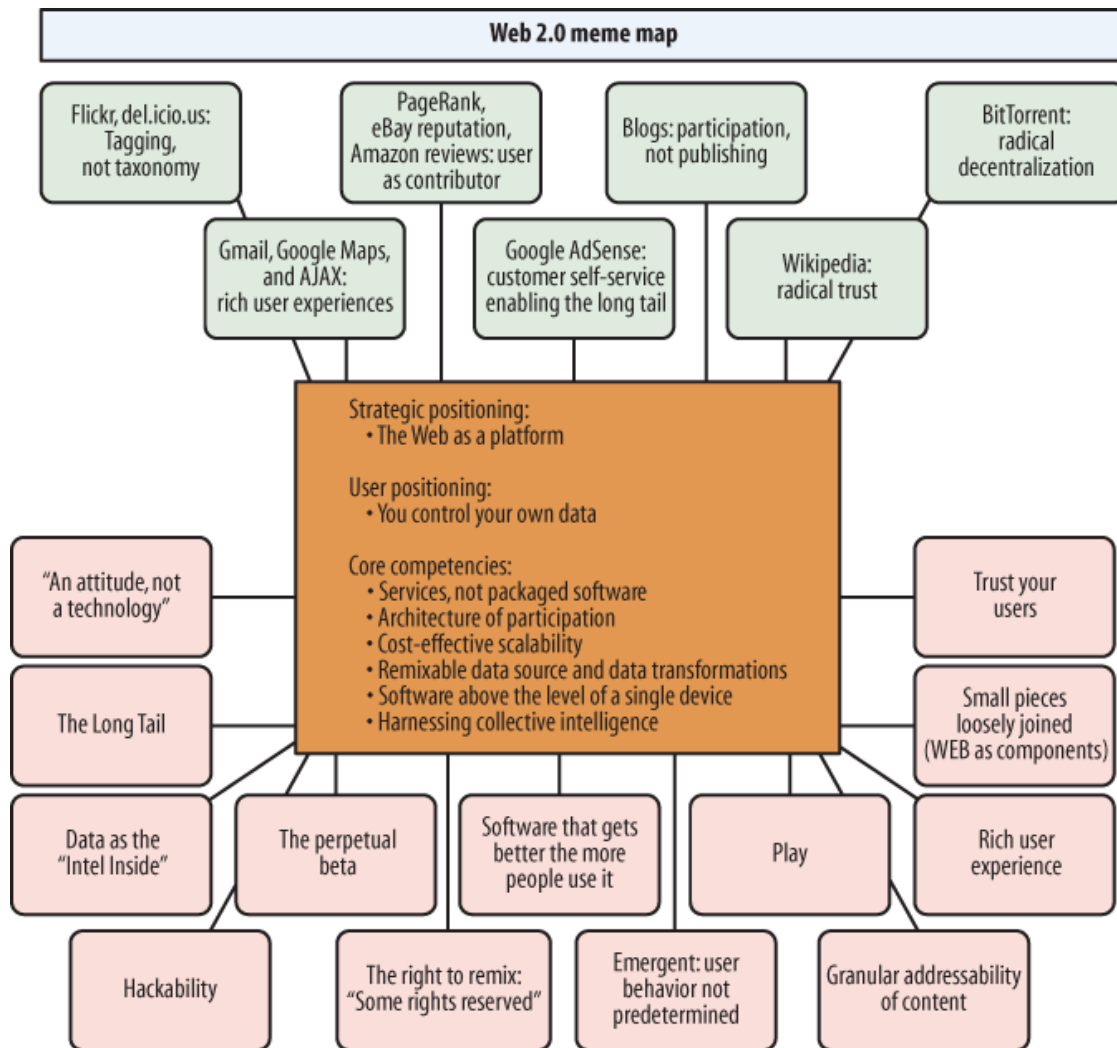 Web 2.0 meme map
Flickr, del.icio.us:
Tagging,
not taxonomy
PageRank,
eBay reputation,
Amazon reviews: user
as contributor
Blogs: participation,
not publishing
BitTorrent:
radical
decentralization
Gmail, Google Maps,
and AJAX:
rich user experiences
Google AdSense:
customer self-service
enabling the long tail
Wikipedia:
radical trust
Strategic positioning:
• The Web as a platform
User positioning:
• You control your own data
Core competencies:
• Services, not packaged software
• Architecture of participation
• Cost-effective scalability
• Remixable data source and data transformations
• Software above the level of a single device
• Harnessing collective intelligence
“An attitude, not
a technology”
Trust your
users
The Long Tail
Small pieces
loosely joined
(WEB as components)
Data as the
“Intel Inside”
The perpetual
beta
Software that gets
better the more
people use it
Play
Rich user
experience
Hackability
The right to remix:
“Some rights reserved”
Emergent: user
behavior not
predetermined
Granular addressability
of content